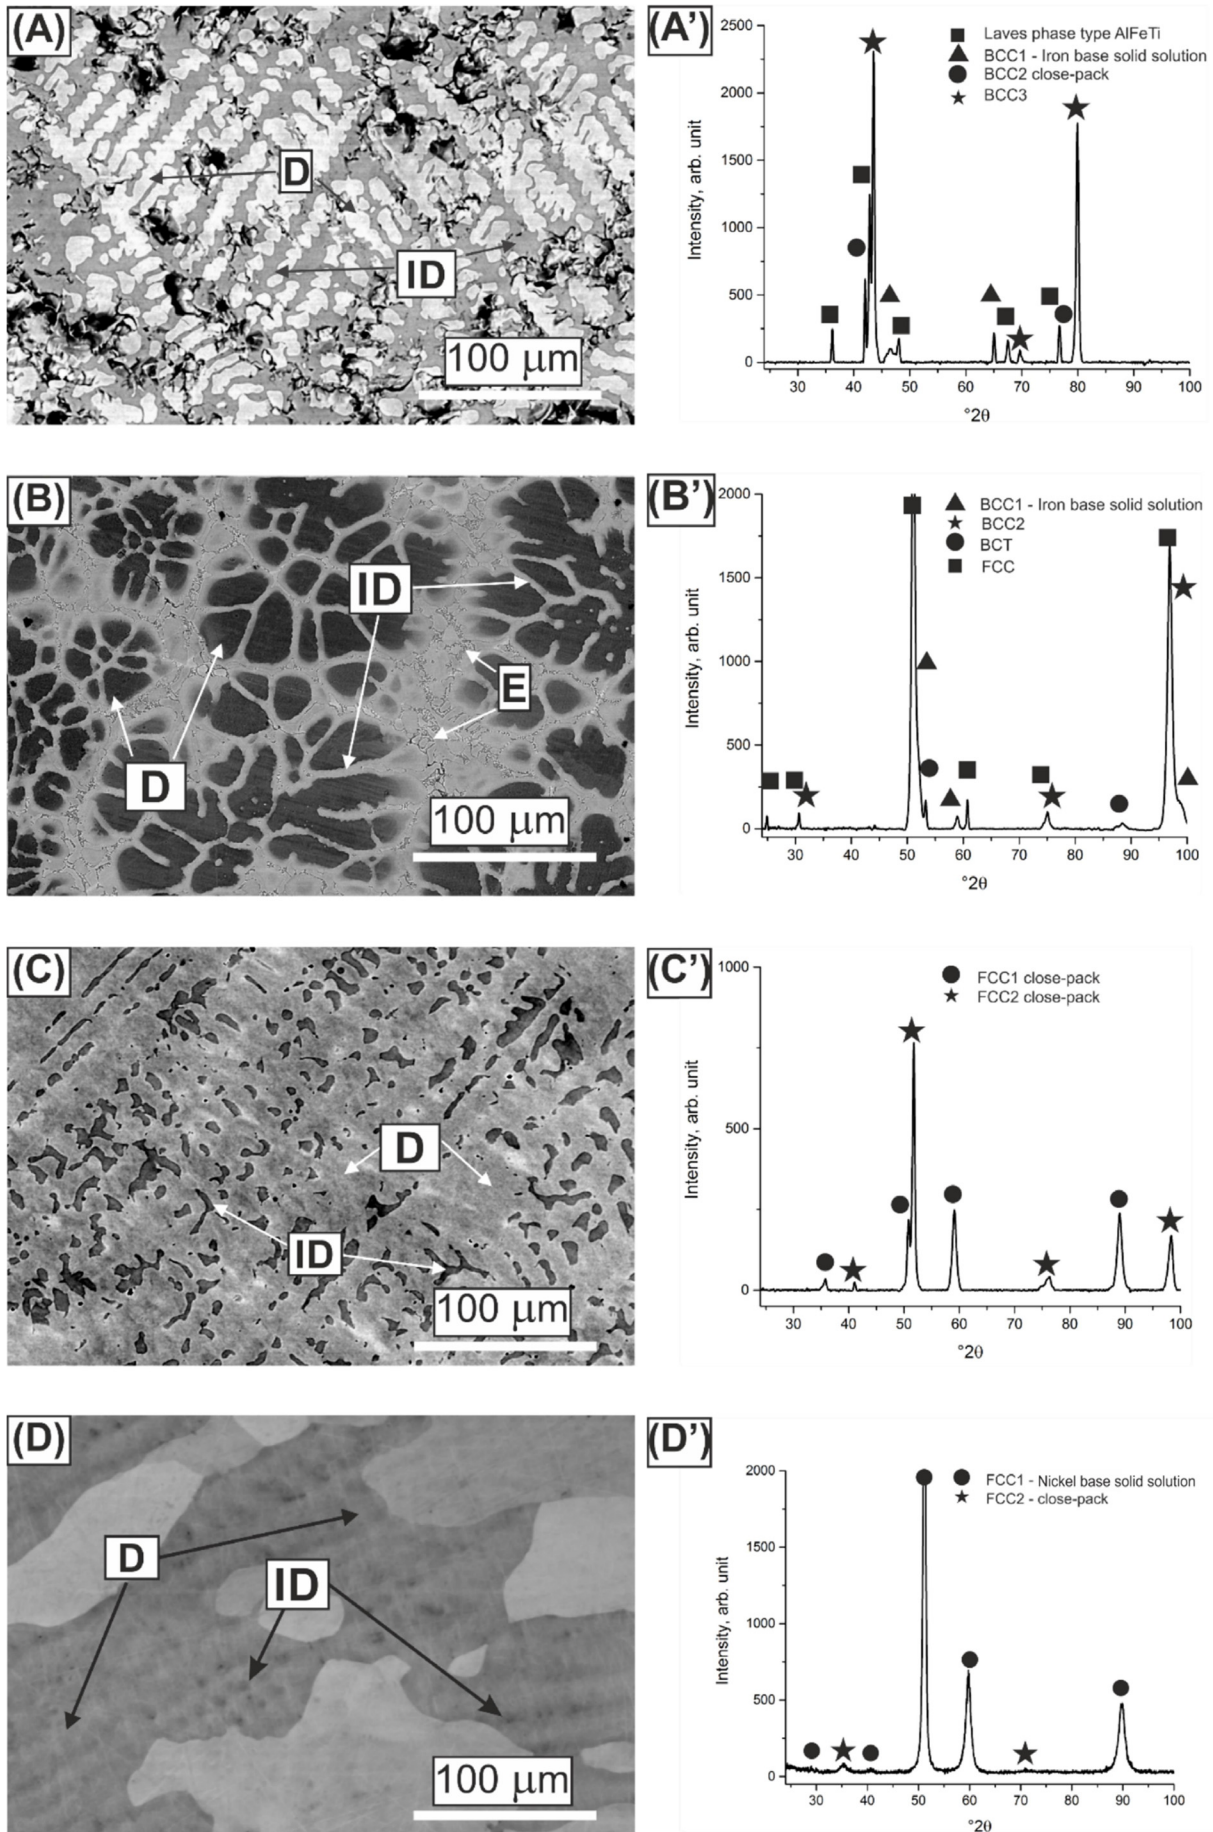 (A)
D
ID
100 µm
(A')
Laves phase type AlFeTi
BCC1 - Iron base solid solution
BCC2 close-pack
BCC3
Intensity, arb. unit
2500
2000
1500
1000
500
0
30 40 50 60 70 80 90 100
°2θ
(B)
ID
E
D
100 µm
(B')
BCC1 - Iron base solid solution
BCC2
BCT
FCC
Intensity, arb. unit
2000
1500
1000
500
0
30 40 50 60 70 80 90 100
°2θ
(C)
D
ID
100 µm
(C')
FCC1 close-pack
FCC2 close-pack
Intensity, arb. unit
1000
500
0
30 40 50 60 70 80 90 100
°2θ
(D)
D
ID
100 µm
(D')
FCC1 - Nickel base solid solution
FCC2 - close-pack
Intensity, arb. unit
2000
1500
1000
500
0
30 40 50 60 70 80 90 100
°2θ